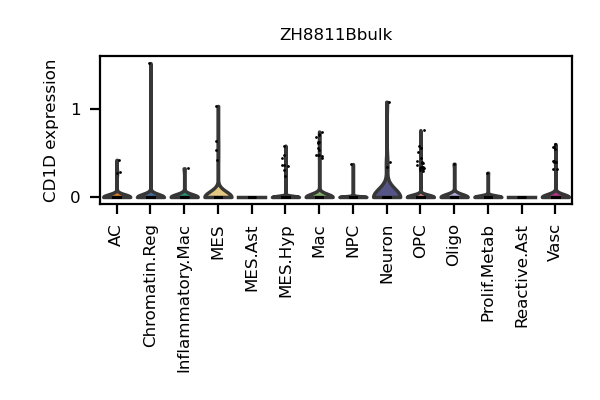 ZH8811Bbulk
CD1D expression
1
0
AC
Chromatin.Reg
Inflammatory.Mac
MES
MES.Ast
MES.Hyp
Mac
NPC
Neuron
OPC
Oligo
Prolif.Metab
Reactive.Ast
Vasc